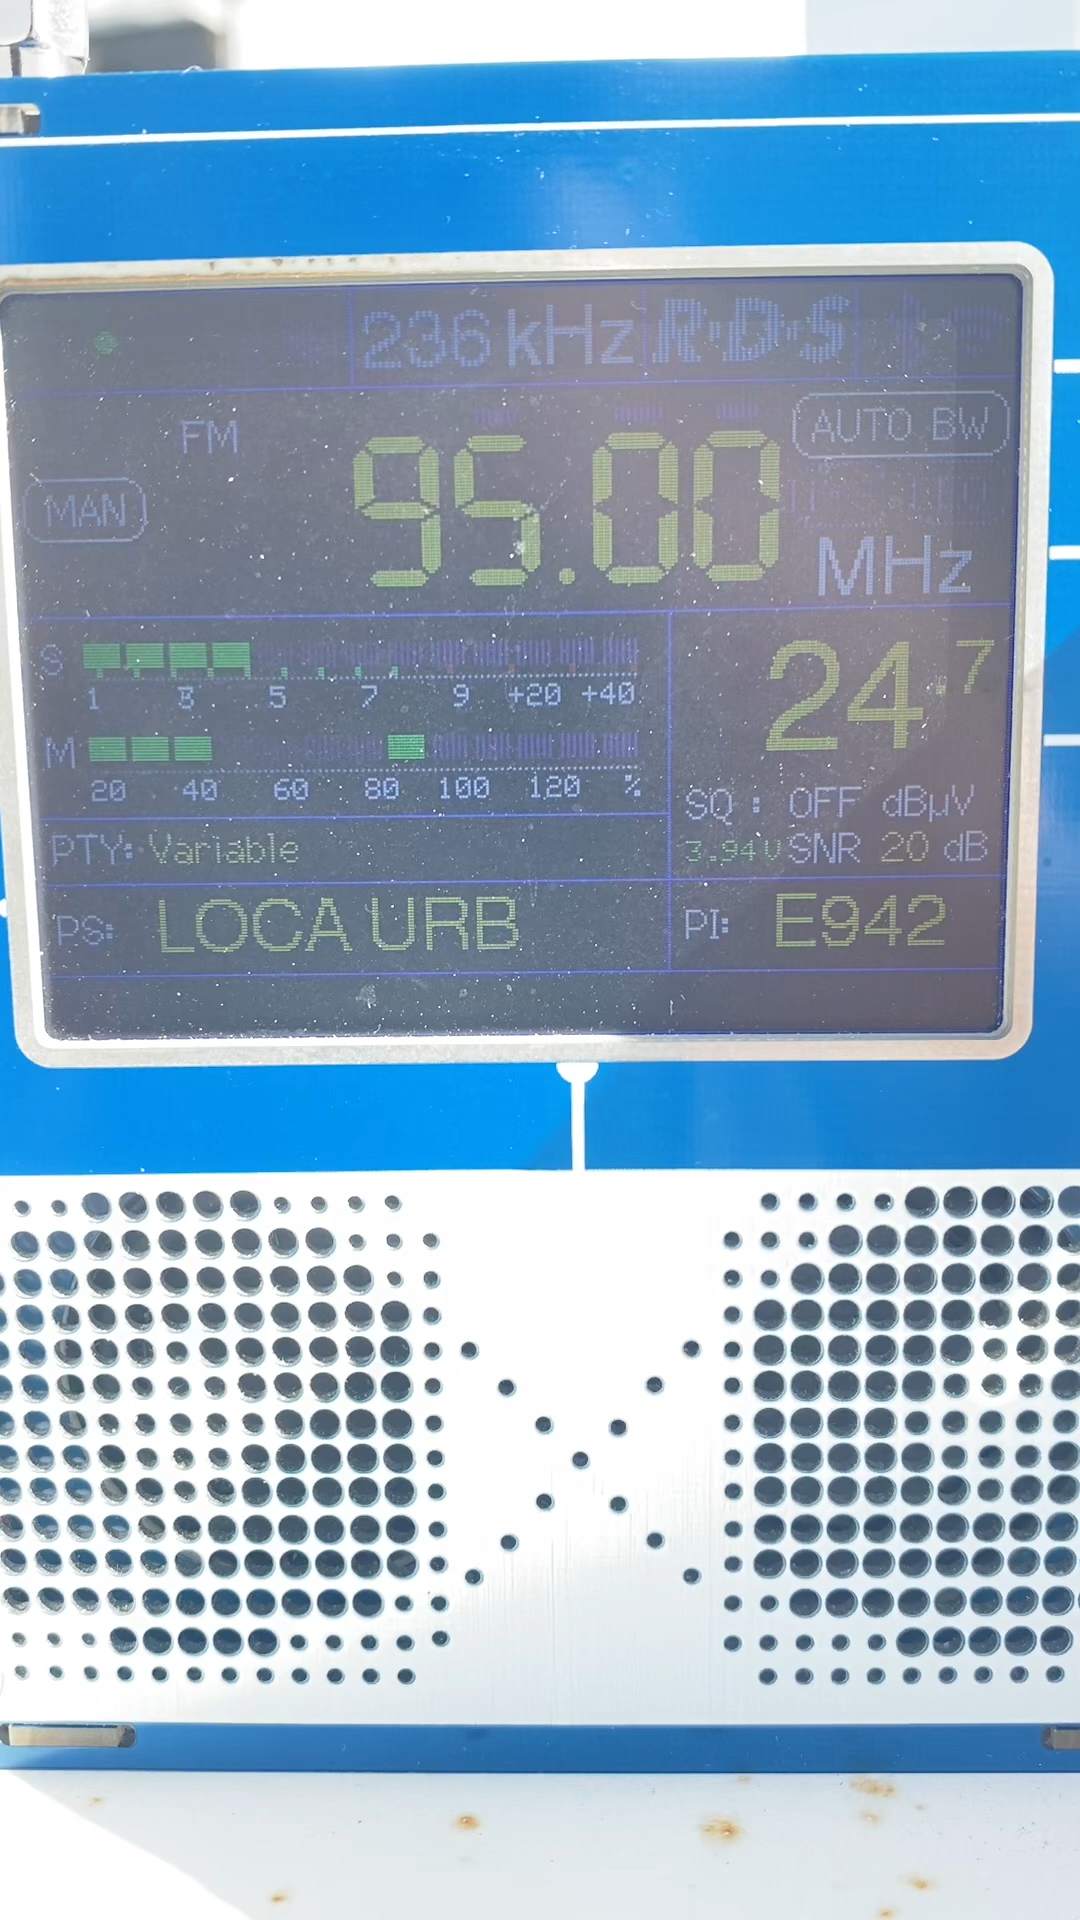 236 kHz R·D·S
AUTO BW
FM
MAN
95.00 MHz
S
1 3 5 7 9 +20 +40
M
20 40 60 80 100 120 %
24.7
SQ : OFF dBµV
3.94V SNR 20 dB
PTY: Variable
PS: LOCA URB
PI: E942